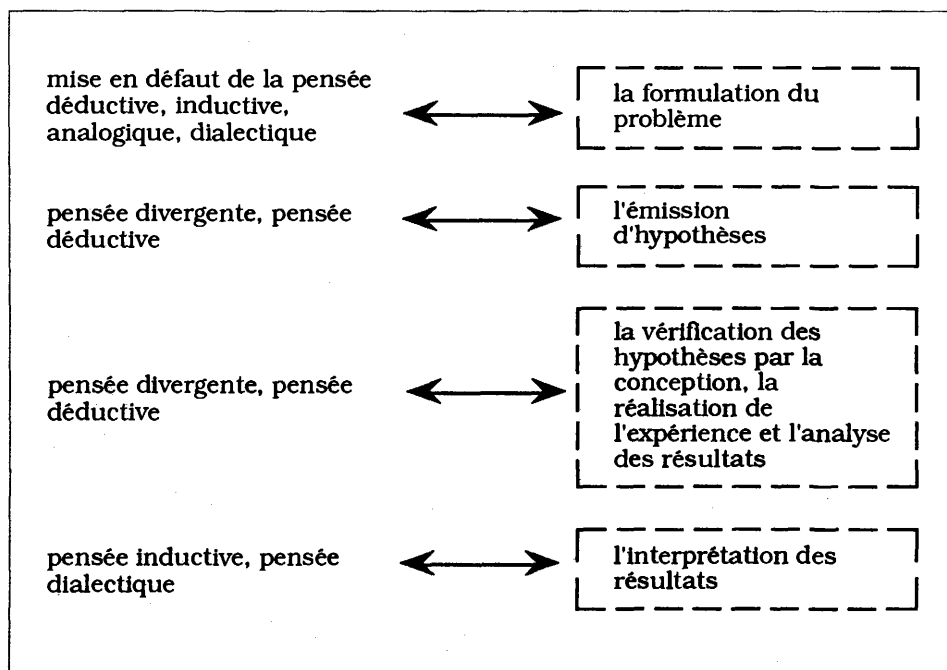 mise en défaut de la pensée
déductive, inductive,
analogique, dialectique
la formulation du
problème
pensée divergente, pensée
déductive
l'émission
d'hypothèses
pensée divergente, pensée
déductive
la vérification des
hypothèses par la
conception, la
réalisation de
l'expérience et l'analyse
des résultats
pensée inductive, pensée
dialectique
l'interprétation des
résultats